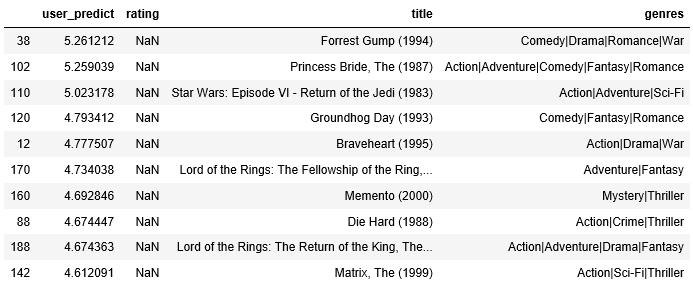 user_predict rating title genres
38 5.261212 NaN Forrest Gump (1994) Comedy|Drama|Romance|War
102 5.259039 NaN Princess Bride, The (1987) Action|Adventure|Comedy|Fantasy|Romance
110 5.023178 NaN Star Wars: Episode VI - Return of the Jedi (1983) Action|Adventure|Sci-Fi
120 4.793412 NaN Groundhog Day (1993) Comedy|Fantasy|Romance
12 4.777507 NaN Braveheart (1995) Action|Drama|War
170 4.734038 NaN Lord of the Rings: The Fellowship of the Ring,... Adventure|Fantasy
160 4.692846 NaN Memento (2000) Mystery|Thriller
88 4.674447 NaN Die Hard (1988) Action|Crime|Thriller
188 4.674363 NaN Lord of the Rings: The Return of the King, The... Action|Adventure|Drama|Fantasy
142 4.612091 NaN Matrix, The (1999) Action|Sci-Fi|Thriller